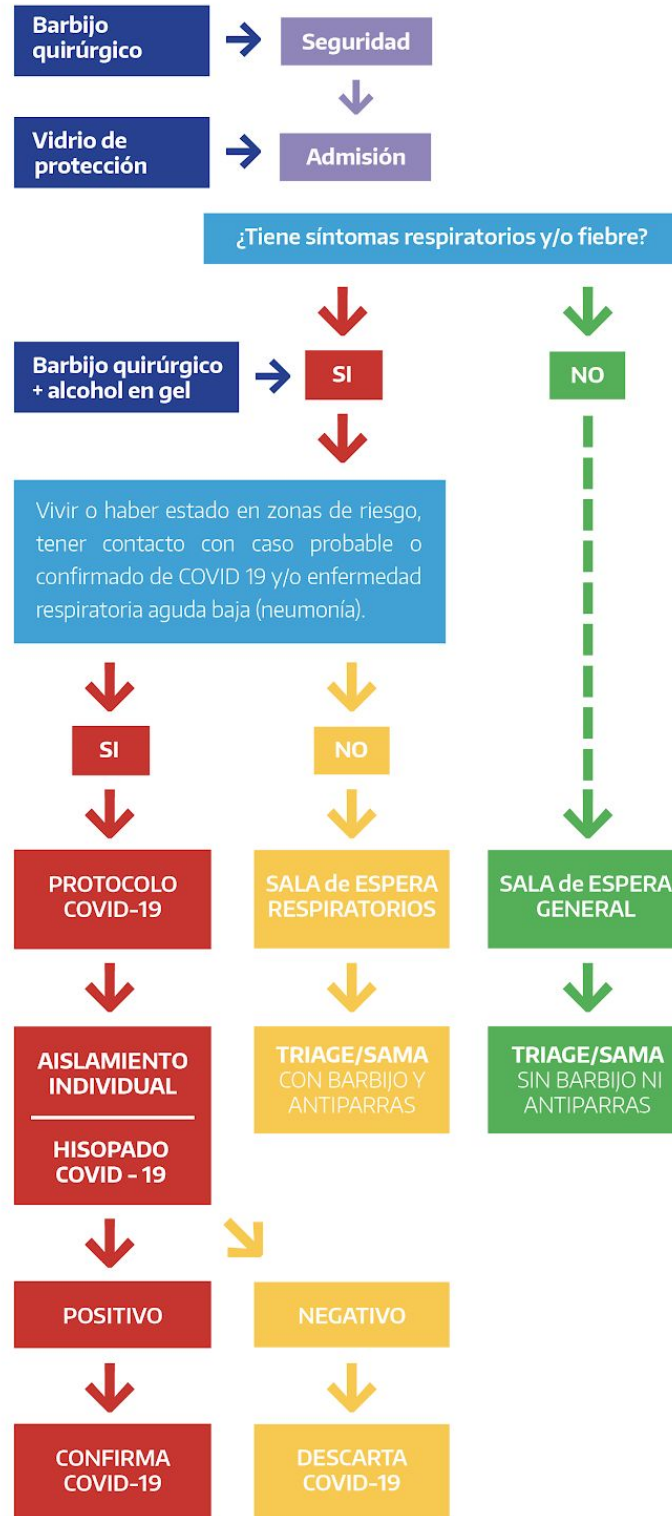 Barbijo
quirúrgico
Seguridad
Vidrio de
protección
Admisión
¿Tiene síntomas respiratorios y/o fiebre?
Barbijo quirúrgico
+ alcohol en gel
SI
NO
Vivir o haber estado en zonas de riesgo,
tener contacto con caso probable o
confirmado de COVID 19 y/o enfermedad
respiratoria aguda baja (neumonía).
SI
NO
PROTOCOLO
COVID-19
SALA de ESPERA
RESPIRATORIOS
SALA de ESPERA
GENERAL
AISLAMIENTO
INDIVIDUAL
HISOPADO
COVID - 19
TRIAGE/SAMA
CON BARBIJO Y
ANTIPARRAS
TRIAGE/SAMA
SIN BARBIJO NI
ANTIPARRAS
POSITIVO
NEGATIVO
CONFIRMA
COVID-19
DESCARTA
COVID-19